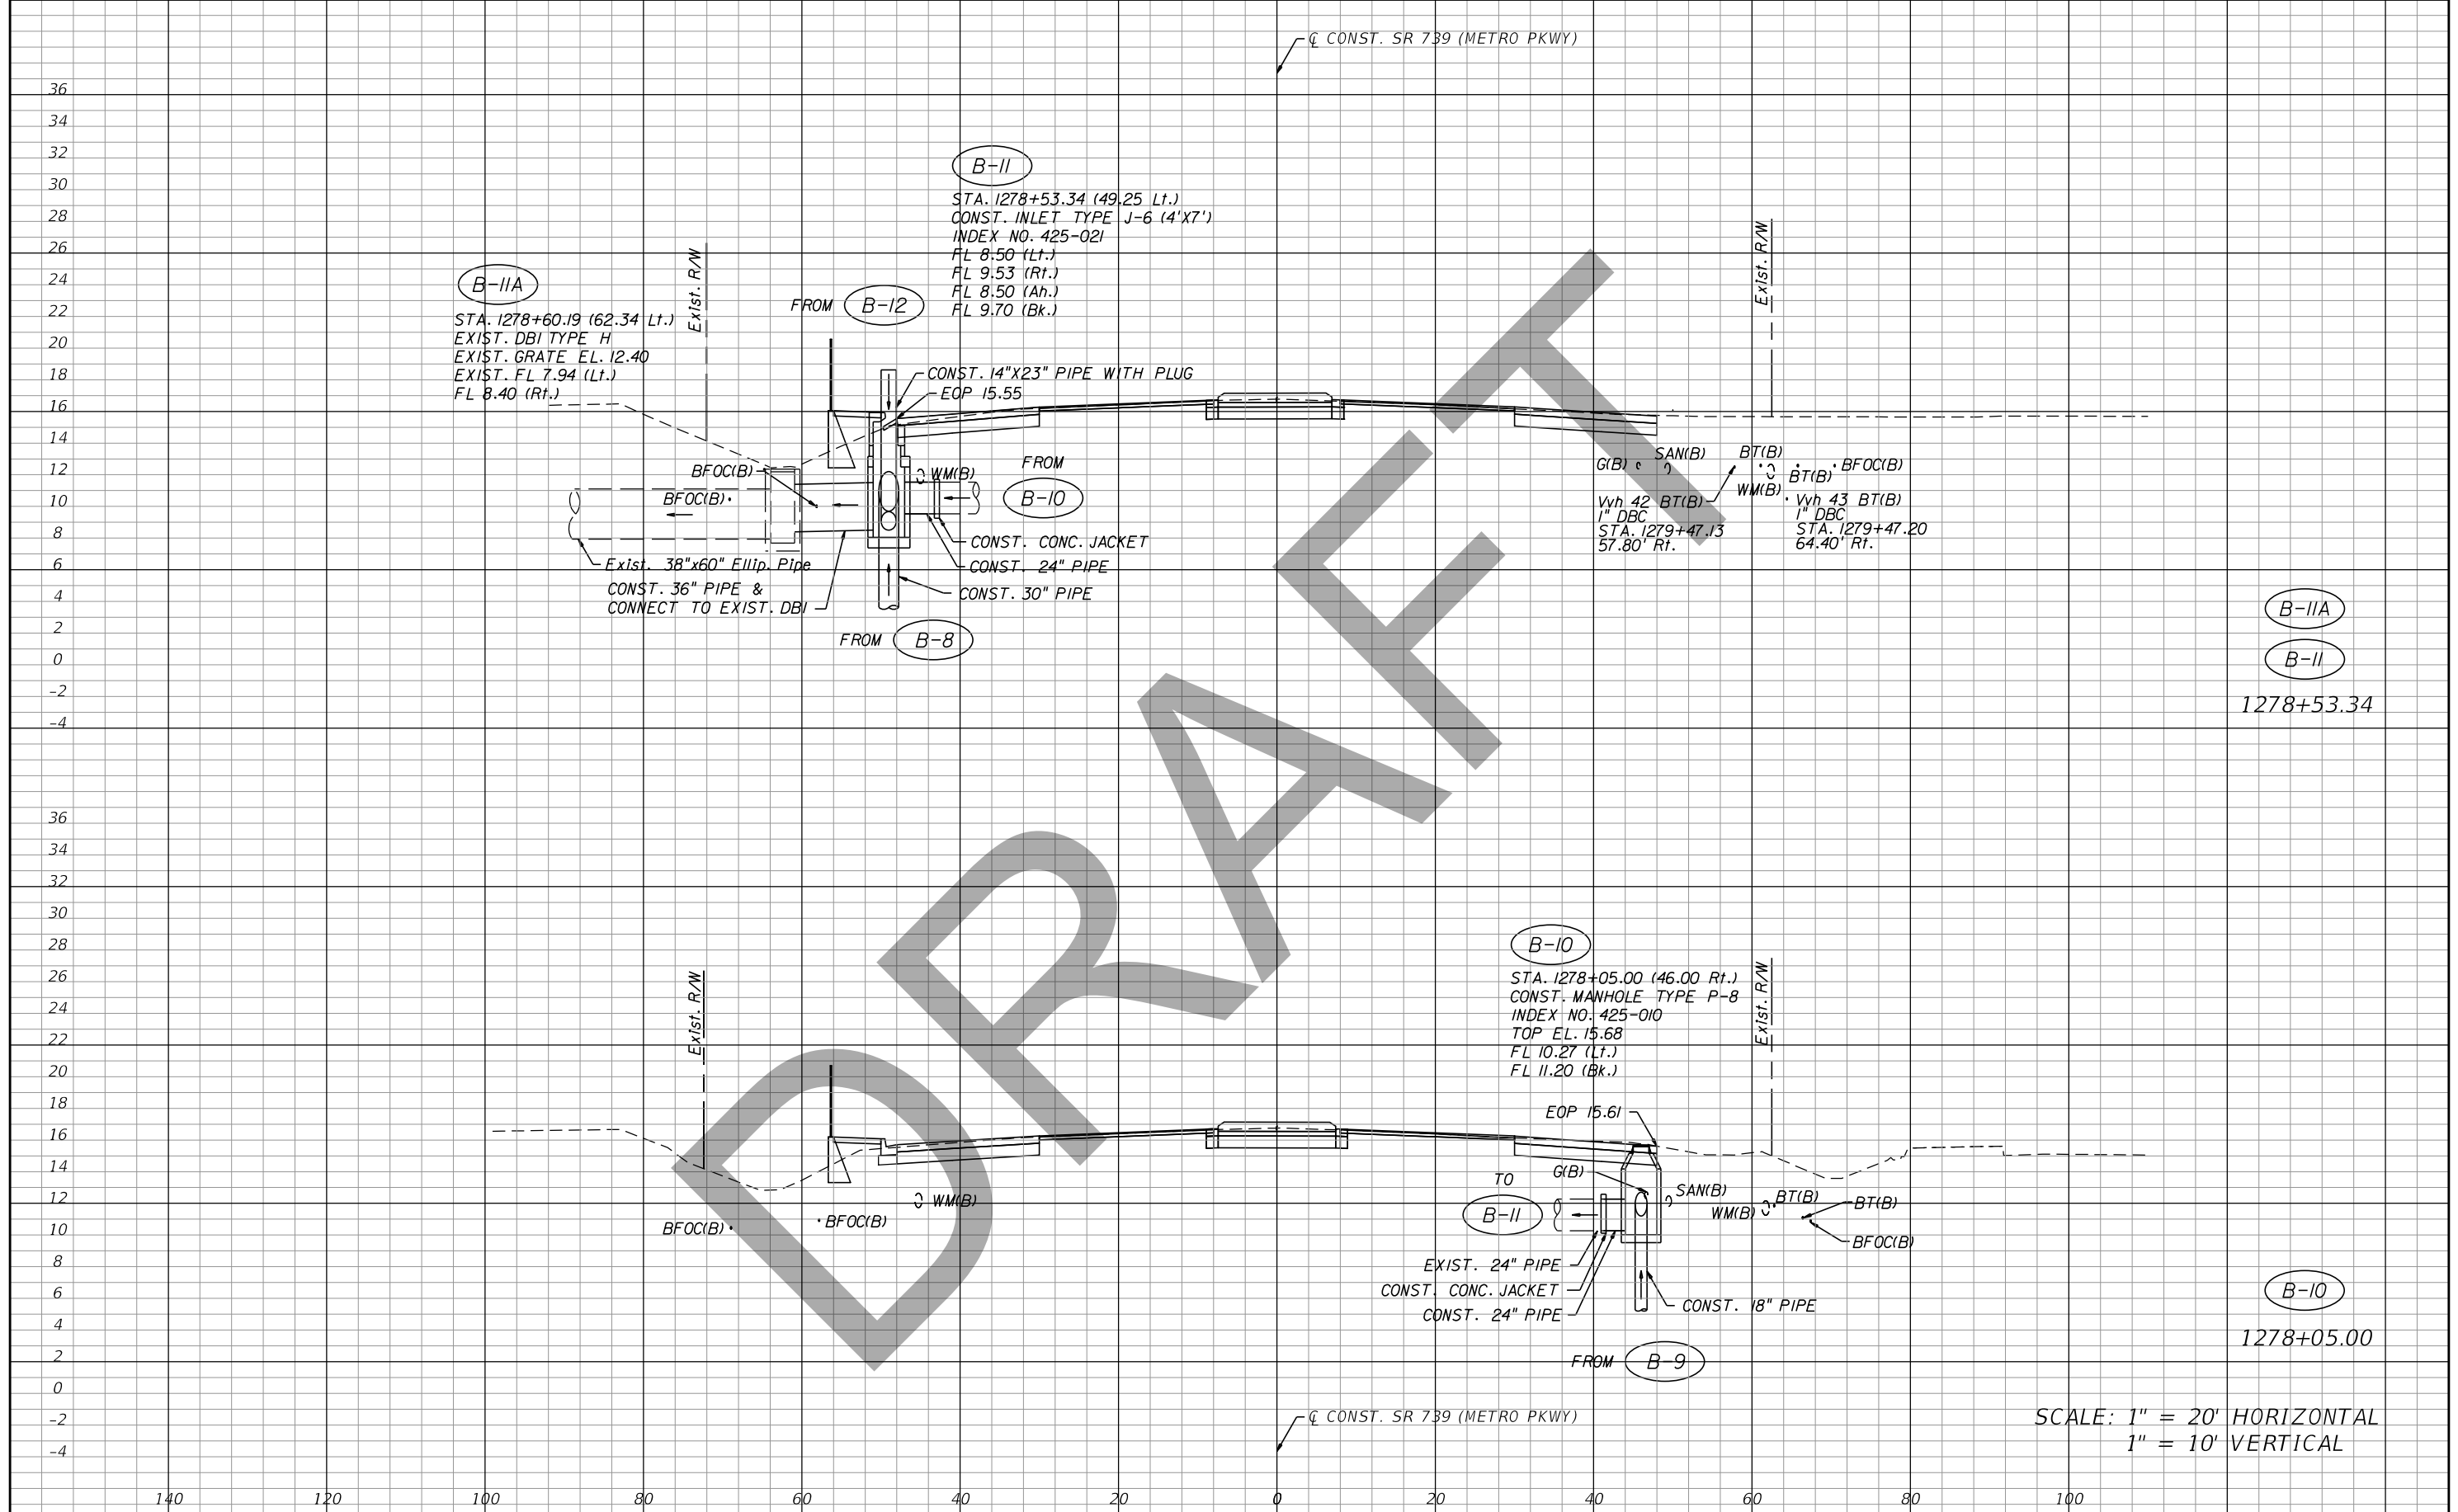 ℄ CONST. SR 739 (METRO PKWY)
36
34
32
30
28
26
24
22
20
18
16
14
12
10
8
6
4
2
0
-2
-4
B-11
STA. 1278+53.34 (49.25 Lt.)
CONST. INLET TYPE J-6 (4'X7')
INDEX NO. 425-021
FL 8.50 (Lt.)
FL 9.53 (Rt.)
FL 8.50 (Ah.)
FL 9.70 (Bk.)
B-11A
STA. 1278+60.19 (62.34 Lt.)
EXIST. DBI TYPE H
EXIST. GRATE EL. 12.40
EXIST. FL 7.94 (Lt.)
FL 8.40 (Rt.)
Exist. R/W
FROM B-12
Exist. R/W
CONST. 14"X23" PIPE WITH PLUG
EOP 15.55
BFOC(B)
BFOC(B)
WM(B)
FROM
B-10
CONST. CONC. JACKET
CONST. 24" PIPE
CONST. 30" PIPE
Exist. 38"x60" Ellip. Pipe
CONST. 36" PIPE &
CONNECT TO EXIST. DBI
FROM B-8
G(B)
SAN(B)
BT(B)
BT(B)
BFOC(B)
WM(B)
Vvh 42 BT(B)
1" DBC
STA. 1279+47.13
57.80' Rt.
Vvh 43 BT(B)
1" DBC
STA. 1279+47.20
64.40' Rt.
B-11A
B-11
1278+53.34
DRAFT
36
34
32
30
28
26
24
22
20
18
16
14
12
10
8
6
4
2
0
-2
-4
Exist. R/W
B-10
STA. 1278+05.00 (46.00 Rt.)
CONST. MANHOLE TYPE P-8
INDEX NO. 425-010
TOP EL. 15.68
FL 10.27 (Lt.)
FL 11.20 (Bk.)
Exist. R/W
EOP 15.61
BFOC(B)
BFOC(B)
WM(B)
TO
B-11
G(B)
SAN(B)
WM(B)
BT(B)
BT(B)
BFOC(B)
EXIST. 24" PIPE
CONST. CONC. JACKET
CONST. 24" PIPE
CONST. 18" PIPE
FROM B-9
B-10
1278+05.00
℄ CONST. SR 739 (METRO PKWY)
SCALE: 1" = 20' HORIZONTAL
1" = 10' VERTICAL
140 120 100 80 60 40 20 0 20 40 60 80 100